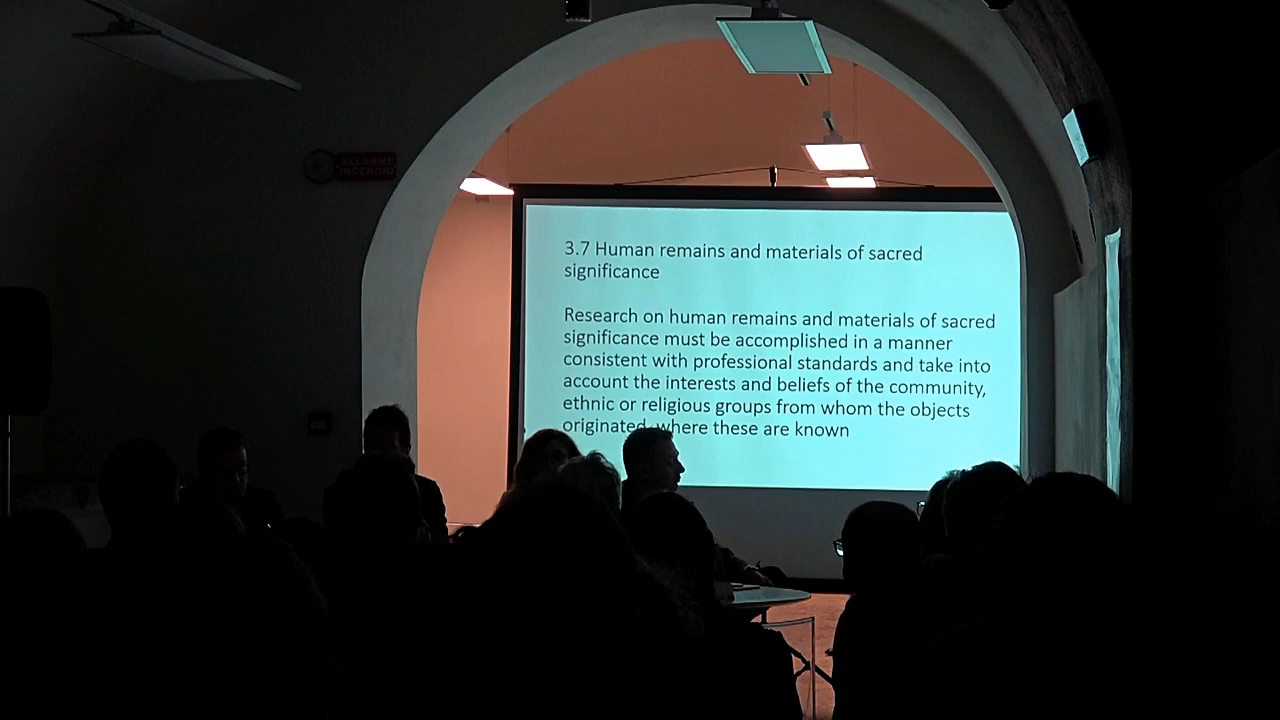 ALLARME
INCENDIO
3.7 Human remains and materials of sacred
significance
Research on human remains and materials of sacred
significance must be accomplished in a manner
consistent with professional standards and take into
account the interests and beliefs of the community,
ethnic or religious groups from whom the objects
originated, where these are known